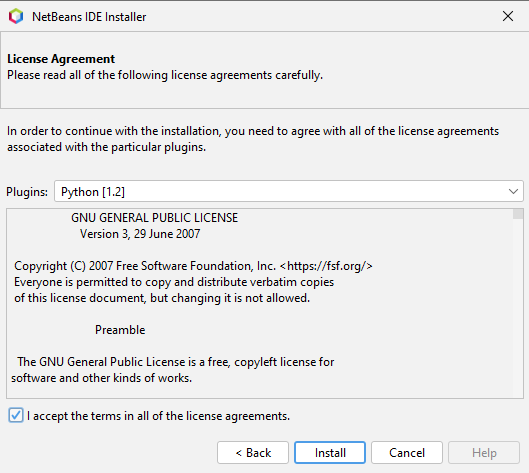 NetBeans IDE Installer
License Agreement
Please read all of the following license agreements carefully.
In order to continue with the installation, you need to agree with all of the license agreements
associated with the particular plugins.
Plugins: Python [1.2]
GNU GENERAL PUBLIC LICENSE
Version 3, 29 June 2007
Copyright (C) 2007 Free Software Foundation, Inc. <https://fsf.org/>
Everyone is permitted to copy and distribute verbatim copies
of this license document, but changing it is not allowed.
Preamble
The GNU General Public License is a free, copyleft license for
software and other kinds of works.
I accept the terms in all of the license agreements.
< Back Install Cancel Help